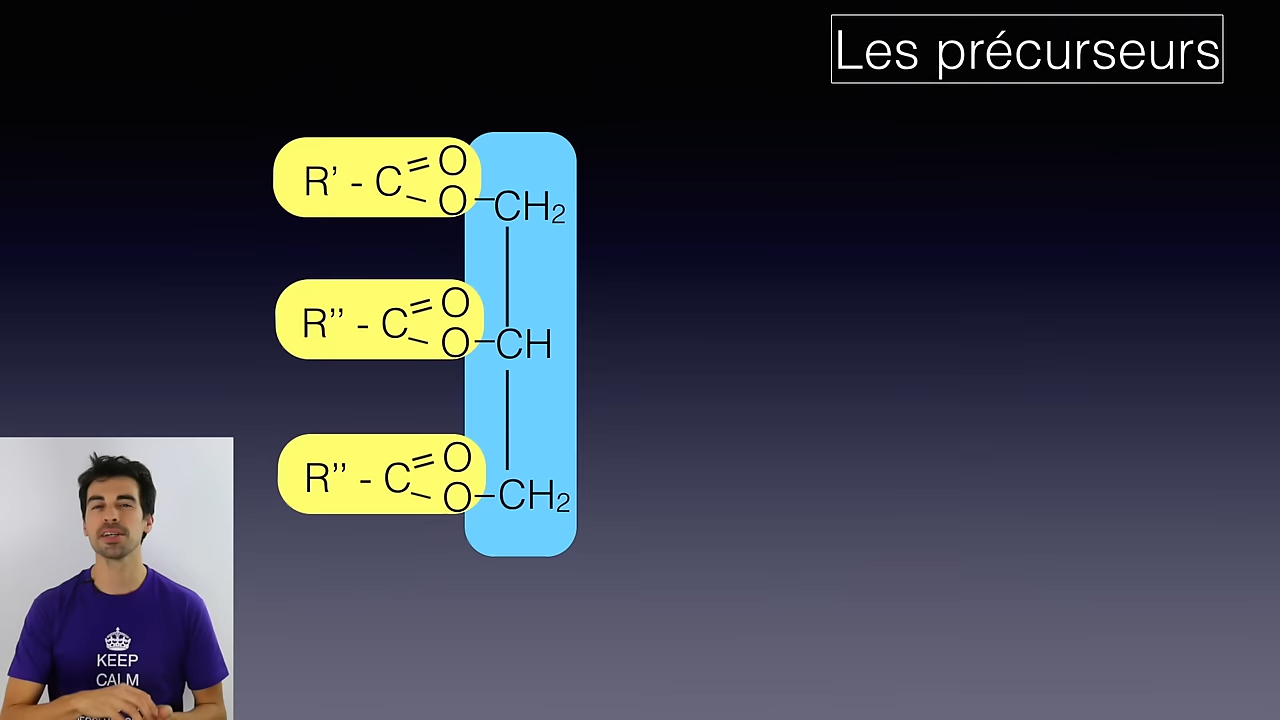 Les précurseurs
R’ - C
=O
O
CH2
R’’ - C
=O
O
CH
R’’ - C
=O
O
CH2
KEEP
CALM